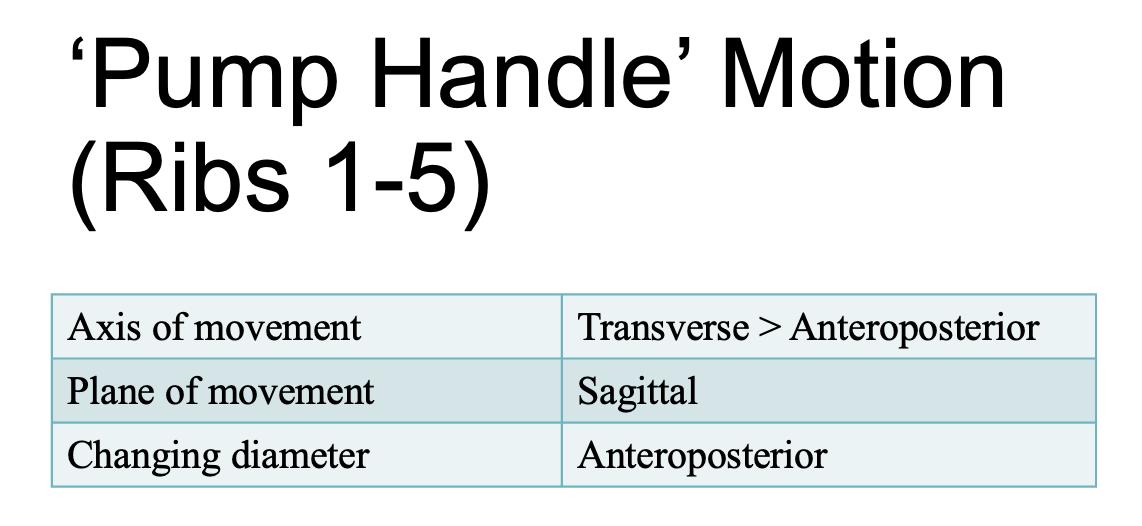 ‘Pump Handle’ Motion
(Ribs 1-5)
Axis of movement Transverse > Anteroposterior
Plane of movement Sagittal
Changing diameter Anteroposterior